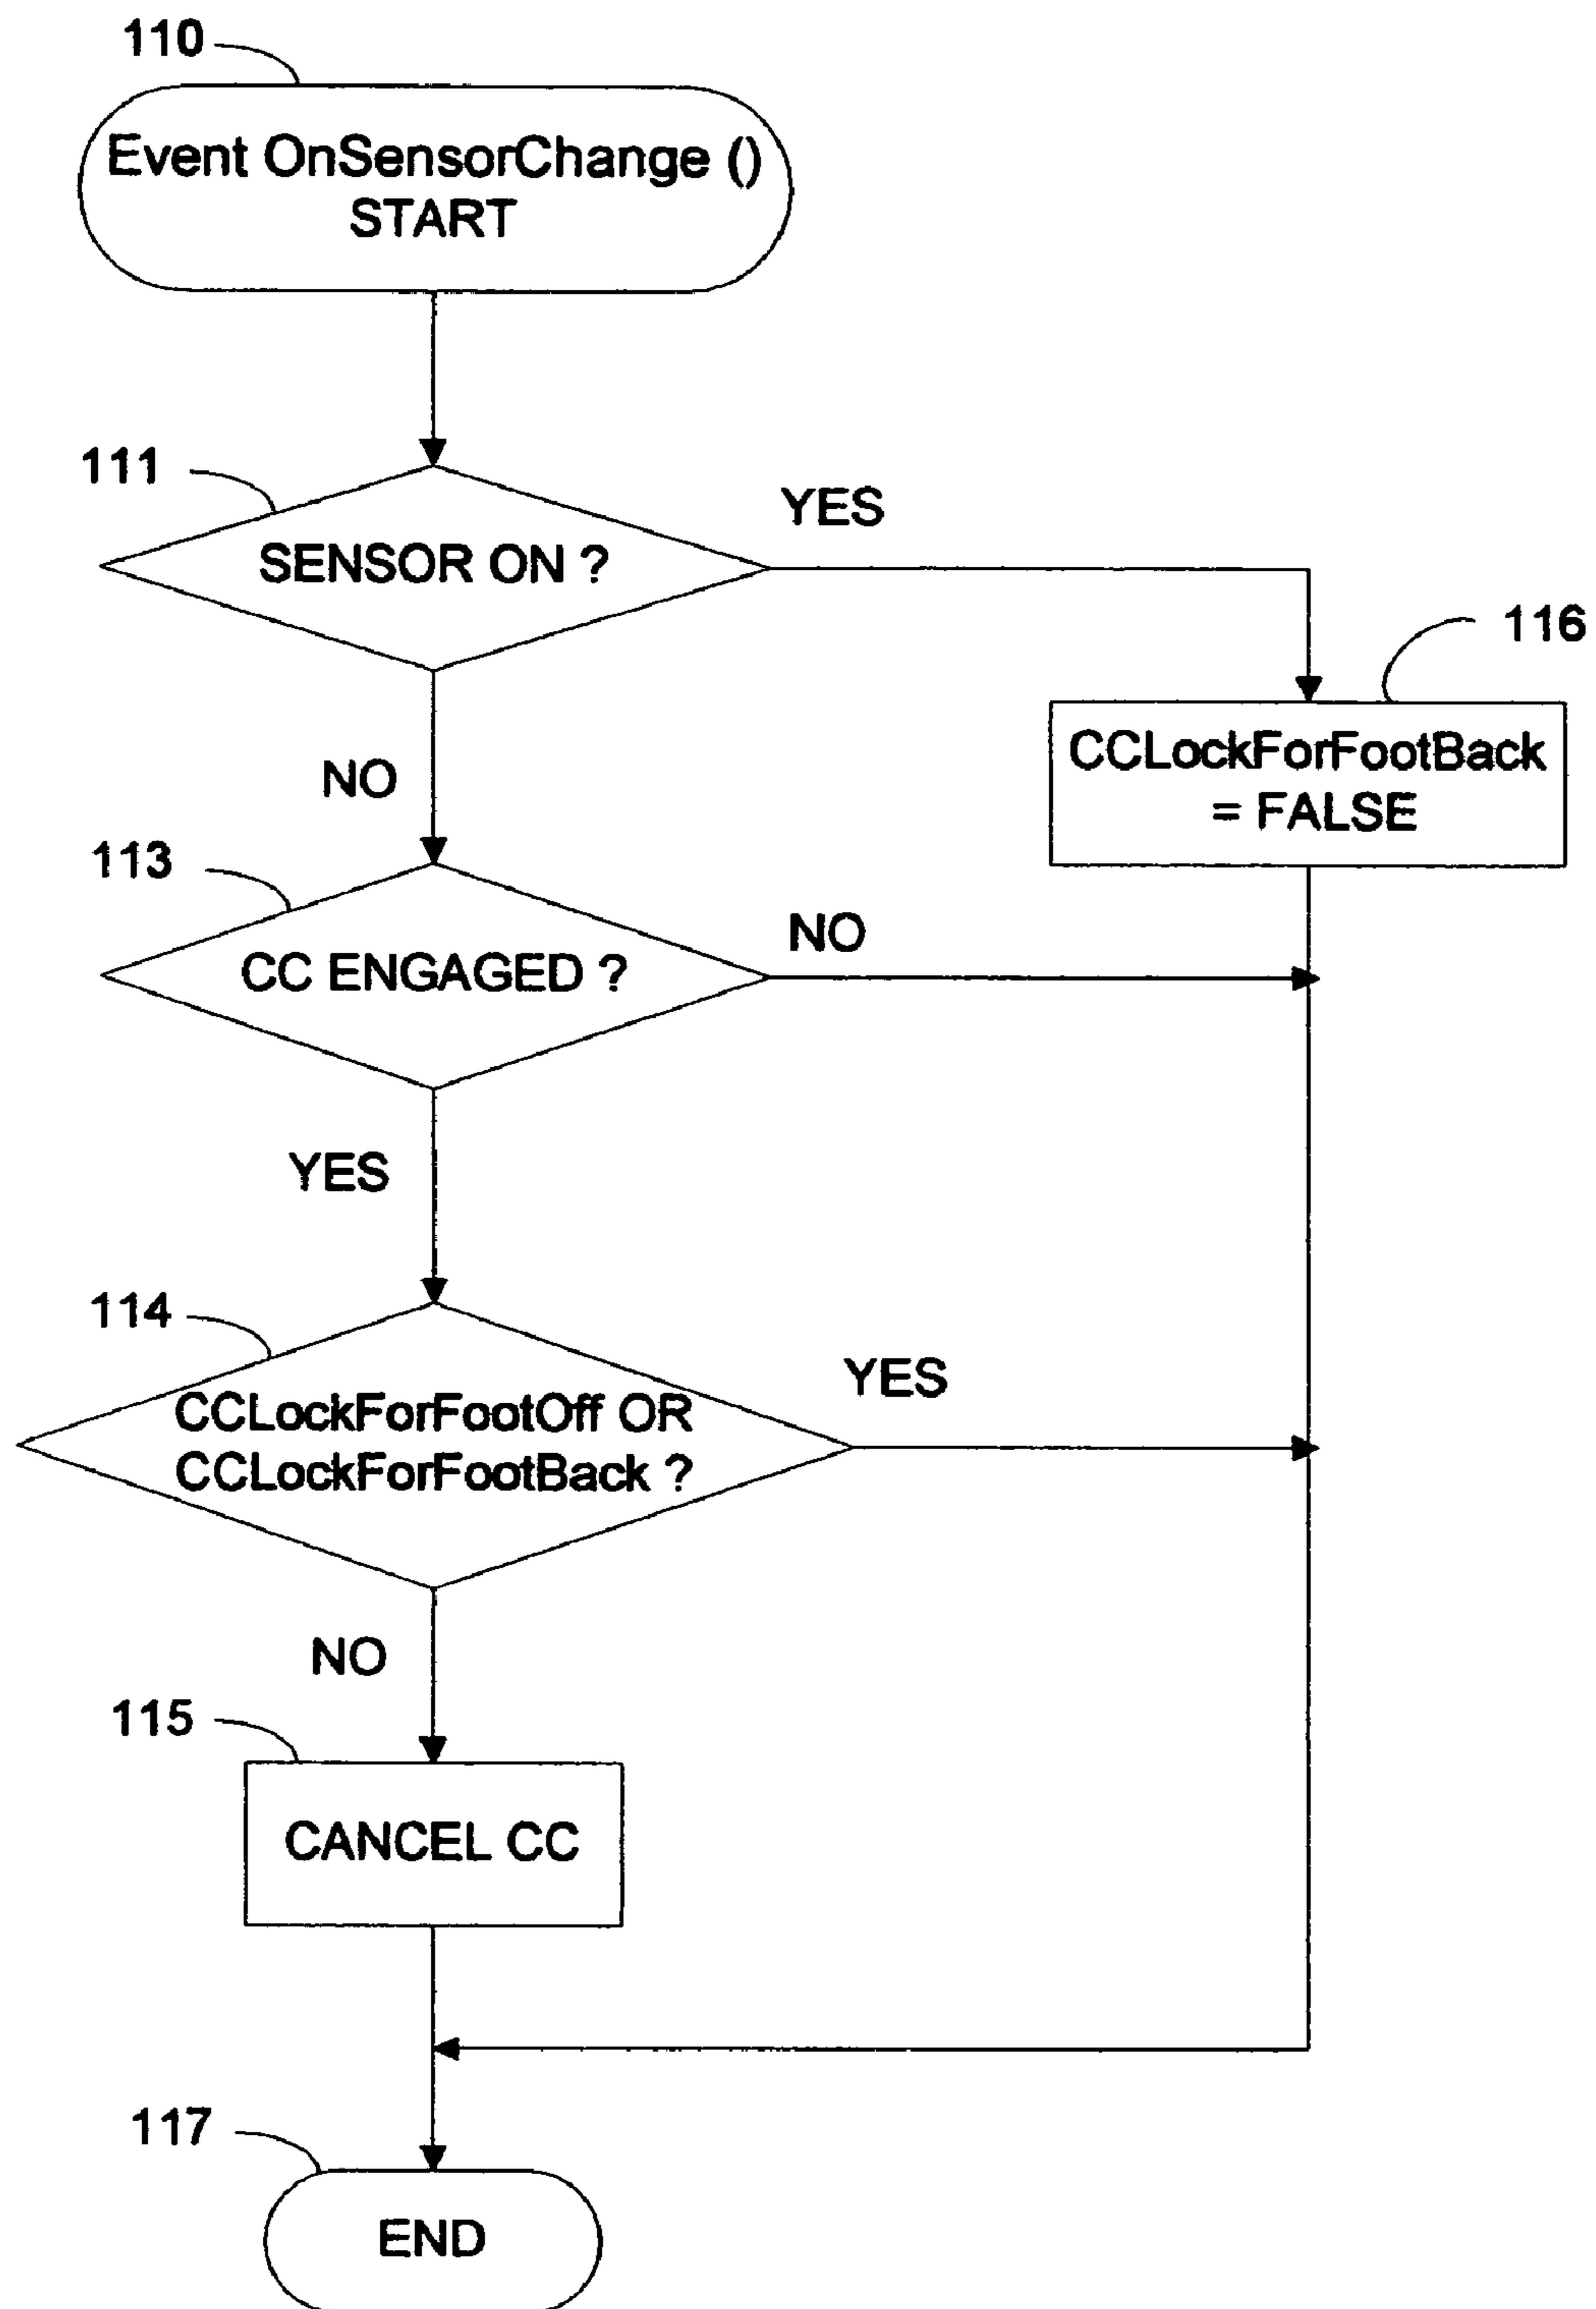 110
Event OnSensorChange ()
START
111
SENSOR ON ?
YES
116
CCLockForFootBack
= FALSE
NO
113
CC ENGAGED ?
NO
YES
114
CCLockForFootOff OR
CCLockForFootBack ?
YES
NO
115
CANCEL CC
117
END